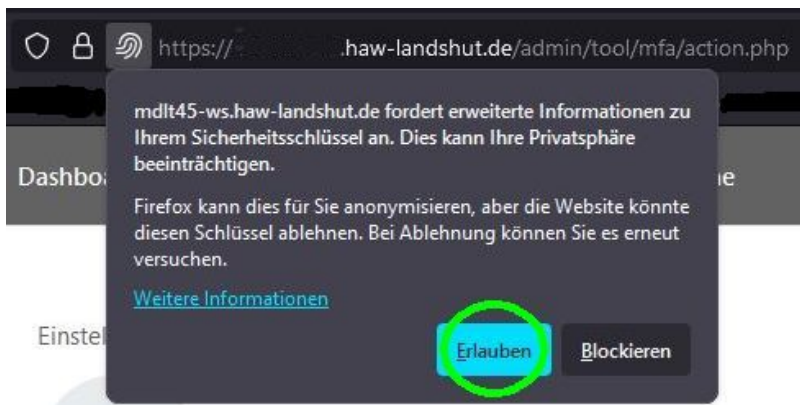 https:// .haw-landshut.de/admin/tool/mfa/action.php
mdlt45-ws.haw-landshut.de fordert erweiterte Informationen zu
Ihrem Sicherheitsschlüssel an. Dies kann Ihre Privatsphäre
beeinträchtigen.
Dashbo
Firefox kann dies für Sie anonymisieren, aber die Website könnte
diesen Schlüssel ablehnen. Bei Ablehnung können Sie es erneut
versuchen.
Weitere Informationen
Einstel
Erlauben Blockieren